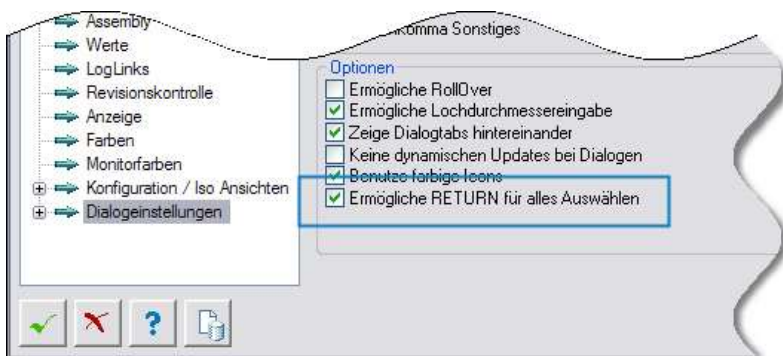 Assembly
Werte
LogLinks
Revisionskontrolle
Anzeige
Farben
Monitorfarben
Konfiguration / Iso Ansichten
Dialogeinstellungen
Sonstiges
Optionen
Ermögliche RollOver
Ermögliche Lochdurchmessereingabe
Zeige Dialogtabs hintereinander
Keine dynamischen Updates bei Dialogen
Benutze farbige Icons
Ermögliche RETURN für alles Auswählen
?